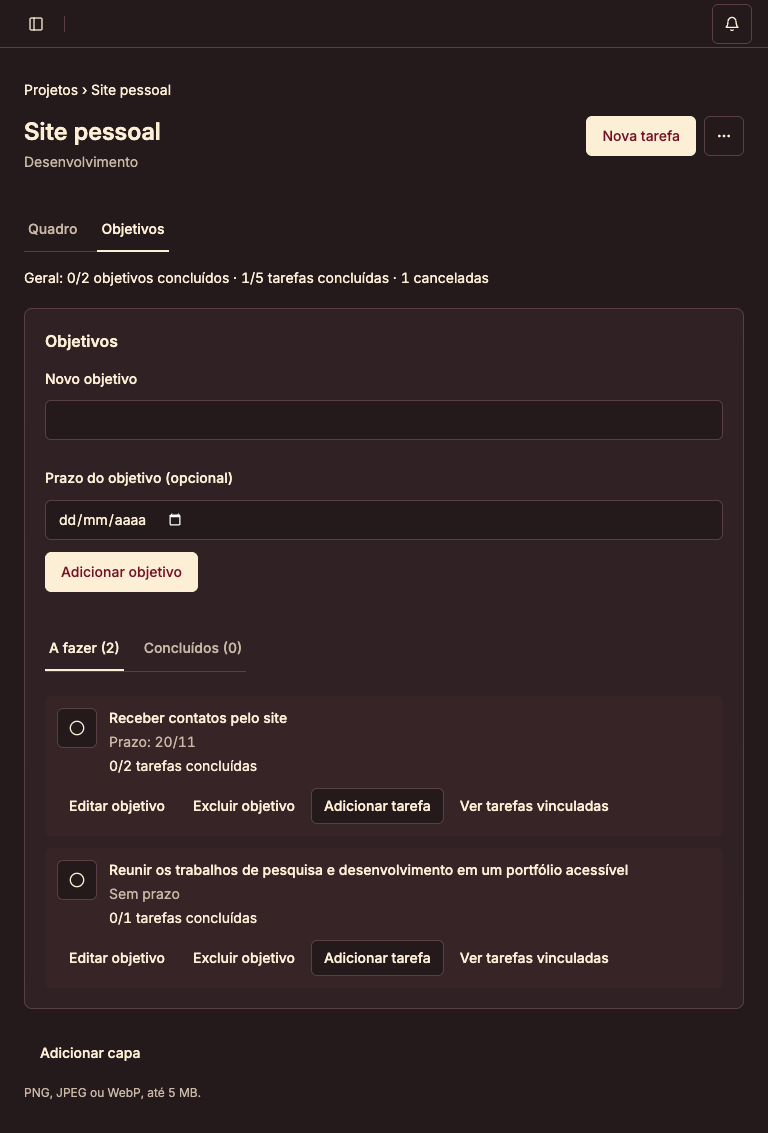 Projetos › Site pessoal
Site pessoal
Desenvolvimento
Nova tarefa
Quadro
Objetivos
Geral: 0/2 objetivos concluídos · 1/5 tarefas concluídas · 1 canceladas
Objetivos
Novo objetivo
Prazo do objetivo (opcional)
dd/mm/aaaa
Adicionar objetivo
A fazer (2)
Concluídos (0)
Receber contatos pelo site
Prazo: 20/11
0/2 tarefas concluídas
Editar objetivo
Excluir objetivo
Adicionar tarefa
Ver tarefas vinculadas
Reunir os trabalhos de pesquisa e desenvolvimento em um portfólio acessível
Sem prazo
0/1 tarefas concluídas
Editar objetivo
Excluir objetivo
Adicionar tarefa
Ver tarefas vinculadas
Adicionar capa
PNG, JPEG ou WebP, até 5 MB.